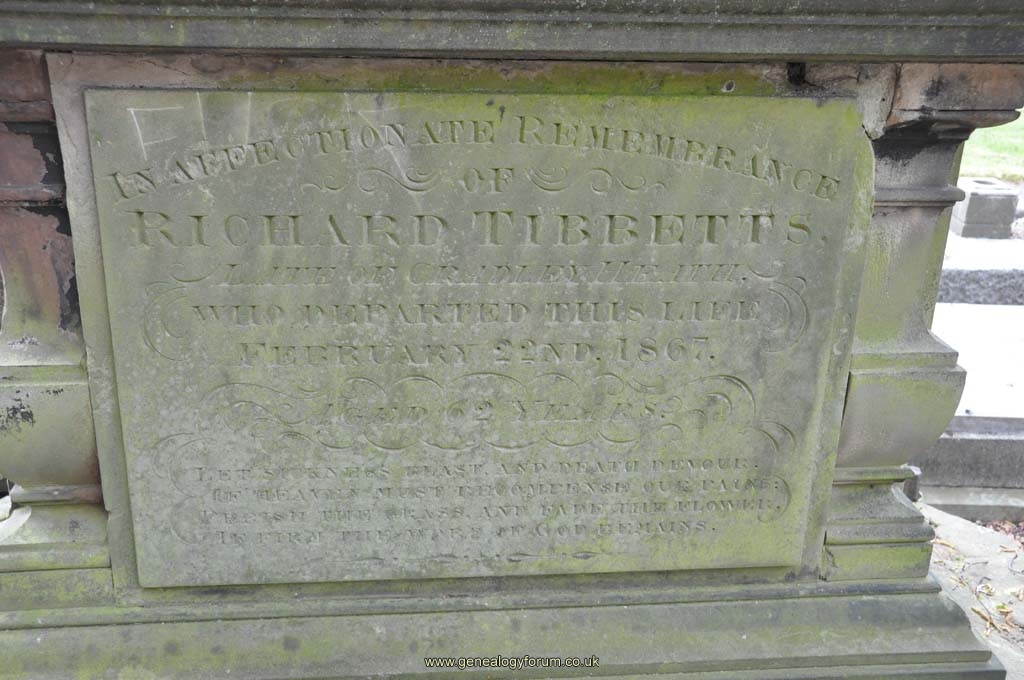 IN AFFECTIONATE REMEMBRANCE
OF
RICHARD TIBBETTS,
LATE OF CRADLEY HEATH.
WHO DEPARTED THIS LIFE
FEBRUARY 22ND, 1867.
AGED 62 YEARS.
LET SICKNESS BLAST, AND DEATH DEVOUR,
IF HEAVEN MUST RECOMPENSE OUR PAINS;
PERISH THE GRASS, AND FADE THE FLOWER,
IF FIRM THE WORD OF GOD REMAINS.
www.genealogyforum.co.uk